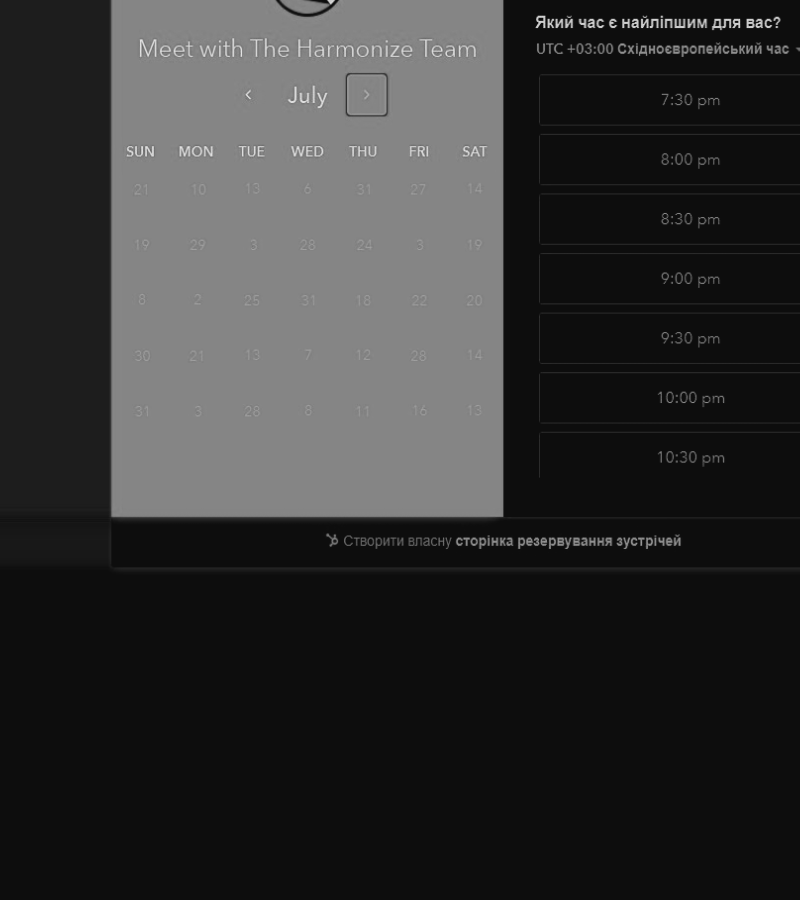 Meet with The Harmonize Team
July
SUN MON TUE WED THU FRI SAT
21 10 13 6 31 27 14
19 29 3 28 24 3 19
8 2 25 31 18 22 20
30 21 13 7 12 28 14
31 3 28 8 11 16 13
Який час є найліпшим для вас?
UTC +03:00 Східноєвропейський час
7:30 pm
8:00 pm
8:30 pm
9:00 pm
9:30 pm
10:00 pm
10:30 pm
Створити власну сторінка резервування зустрічей